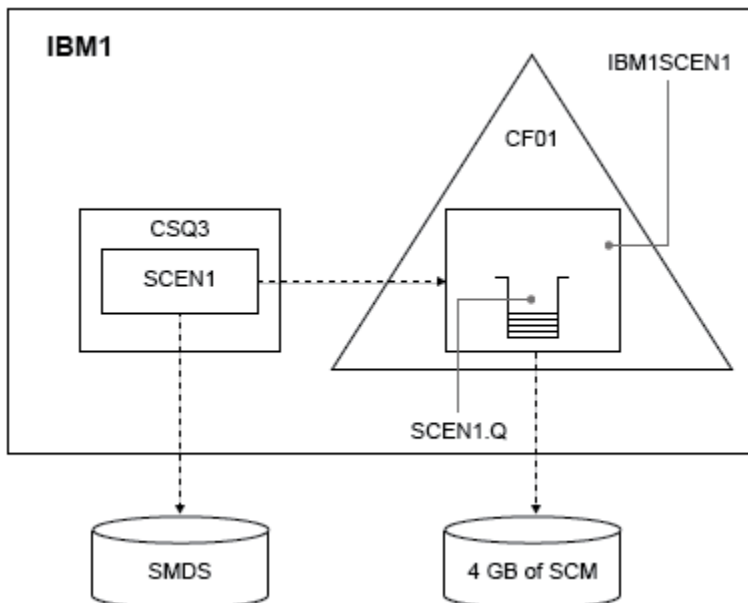 IBM1
IBM1SCEN1
CF01
CSQ3
SCEN1
SCEN1.Q
SMDS
4 GB of SCM